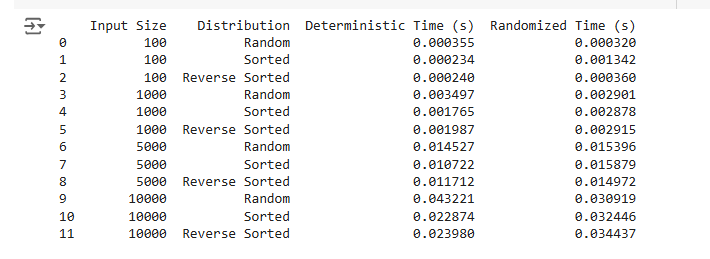 Input Size Distribution Deterministic Time (s) Randomized Time (s)
0 100 Random 0.000355 0.000320
1 100 Sorted 0.000234 0.001342
2 100 Reverse Sorted 0.000240 0.000360
3 1000 Random 0.003497 0.002901
4 1000 Sorted 0.001765 0.002878
5 1000 Reverse Sorted 0.001987 0.002915
6 5000 Random 0.014527 0.015396
7 5000 Sorted 0.010722 0.015879
8 5000 Reverse Sorted 0.011712 0.014972
9 10000 Random 0.043221 0.030919
10 10000 Sorted 0.022874 0.032446
11 10000 Reverse Sorted 0.023980 0.034437